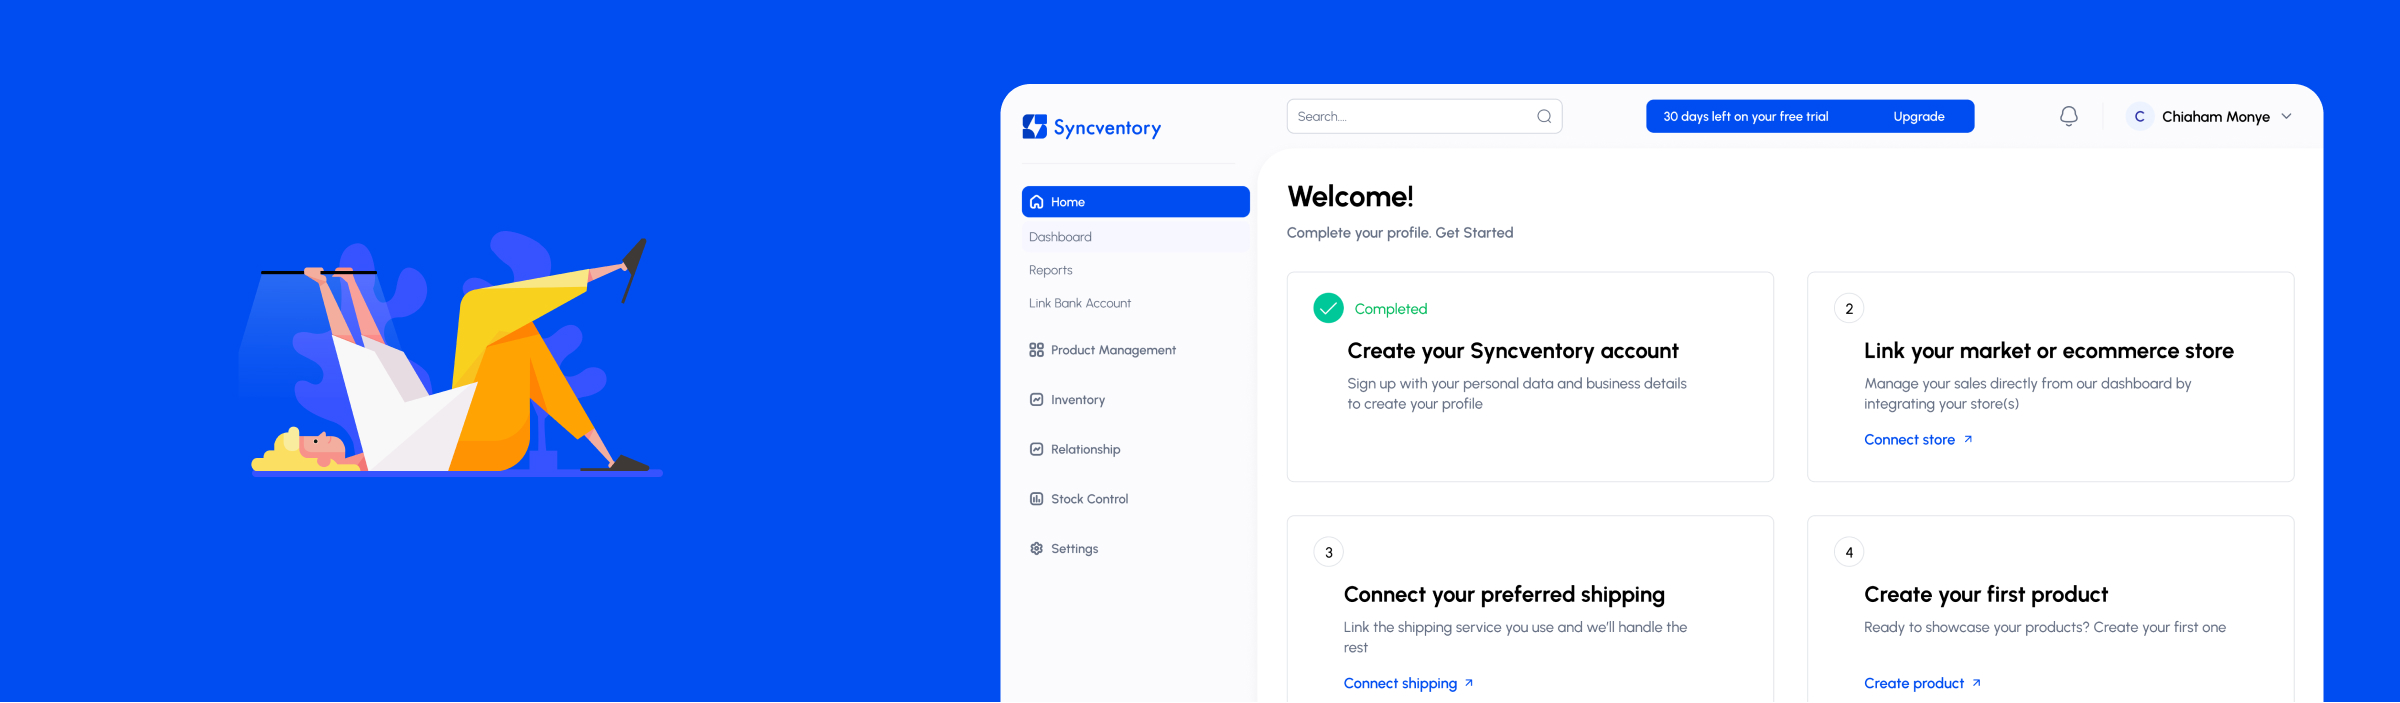 Syncventory
Search....
30 days left on your free trial
Upgrade
C
Chiaham Monye
Home
Dashboard
Reports
Link Bank Account
Product Management
Inventory
Relationship
Stock Control
Settings
Welcome!
Complete your profile. Get Started
Completed
Create your Syncventory account
Sign up with your personal data and business details
to create your profile
2
Link your market or ecommerce store
Manage your sales directly from our dashboard by
integrating your store(s)
Connect store
3
Connect your preferred shipping
Link the shipping service you use and we'll handle the
rest
Connect shipping
4
Create your first product
Ready to showcase your products? Create your first one
Create product